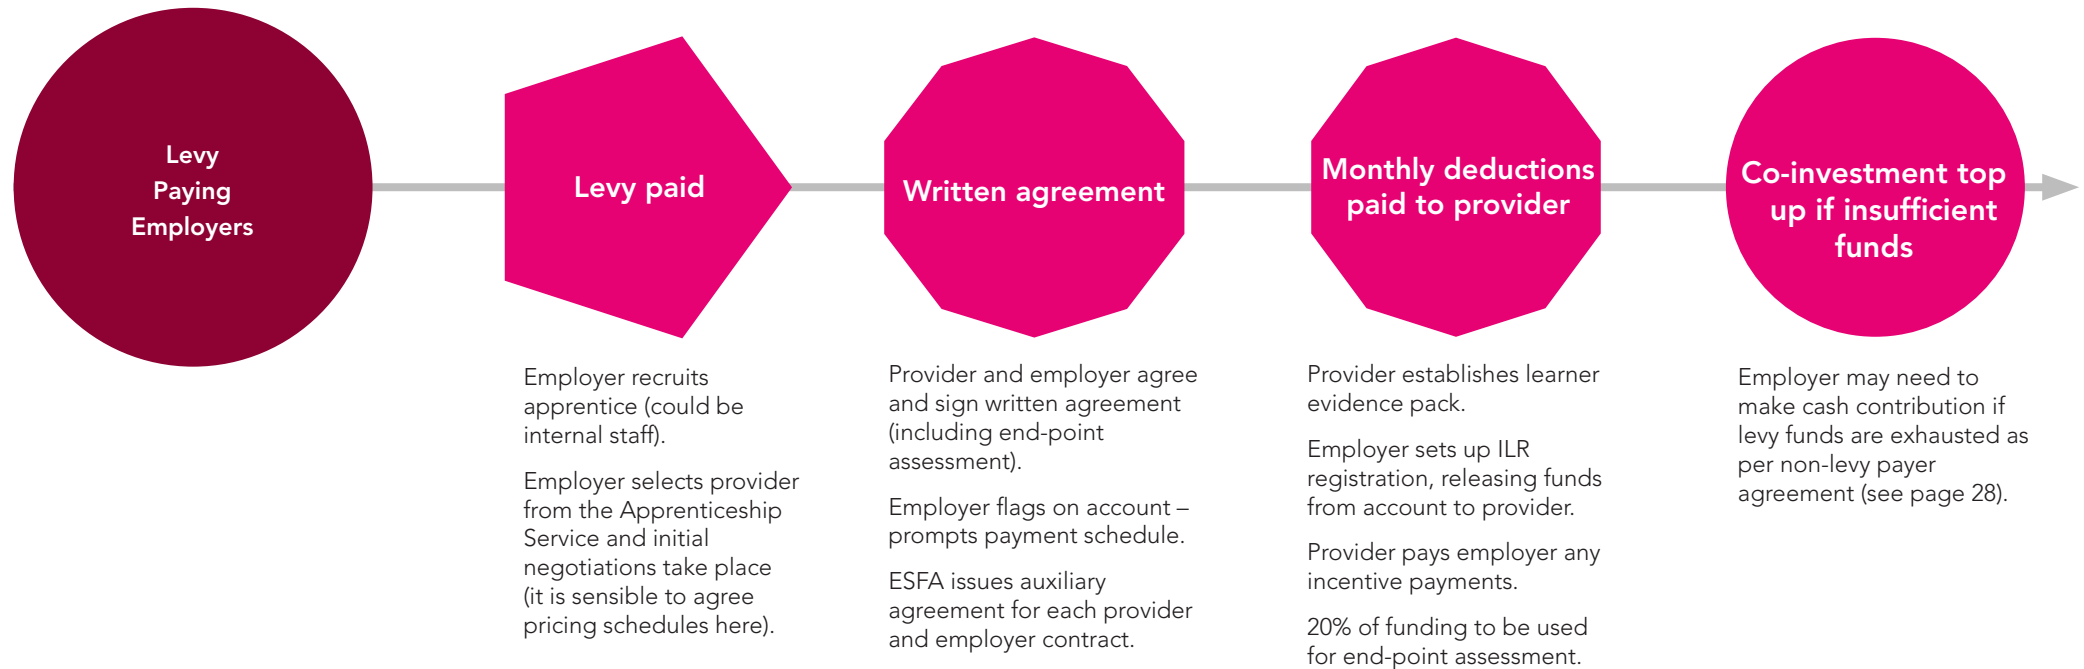 Levy
Paying
Employers
Levy paid
Employer recruits
apprentice (could be
internal staff).
Employer selects provider
from the Apprenticeship
Service and initial
negotiations take place
(it is sensible to agree
pricing schedules here).
Written agreement
Provider and employer agree
and sign written agreement
(including end-point
assessment).
Employer flags on account –
prompts payment schedule.
ESFA issues auxiliary
agreement for each provider
and employer contract.
Monthly deductions
paid to provider
Provider establishes learner
evidence pack.
Employer sets up ILR
registration, releasing funds
from account to provider.
Provider pays employer any
incentive payments.
20% of funding to be used
for end-point assessment.
Co-investment top
up if insufficient
funds
Employer may need to
make cash contribution if
levy funds are exhausted as
per non-levy payer
agreement (see page 28).